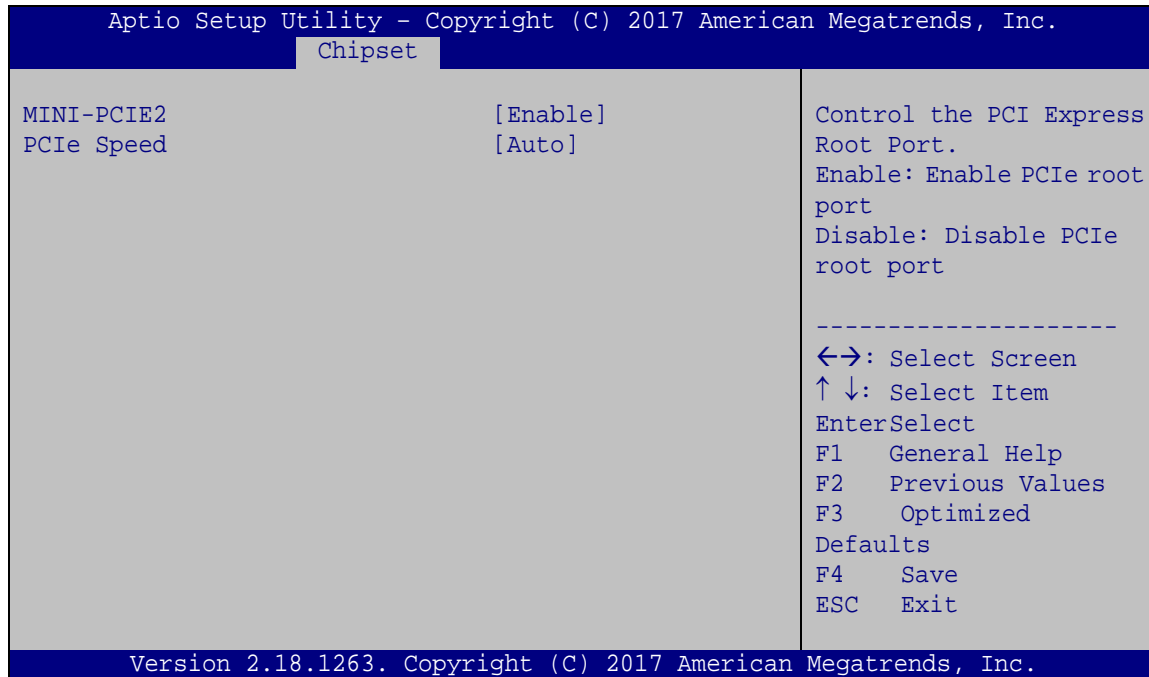 Aptio Setup Utility – Copyright (C) 2017 American Megatrends, Inc.
Chipset
MINI-PCIE2 [Enable]
PCIe Speed [Auto]
Control the PCI Express
Root Port.
Enable: Enable PCIe root
port
Disable: Disable PCIe
root port
---------------------
←→: Select Screen
↑ ↓: Select Item
EnterSelect
F1 General Help
F2 Previous Values
F3 Optimized
Defaults
F4 Save
ESC Exit
Version 2.18.1263. Copyright (C) 2017 American Megatrends, Inc.